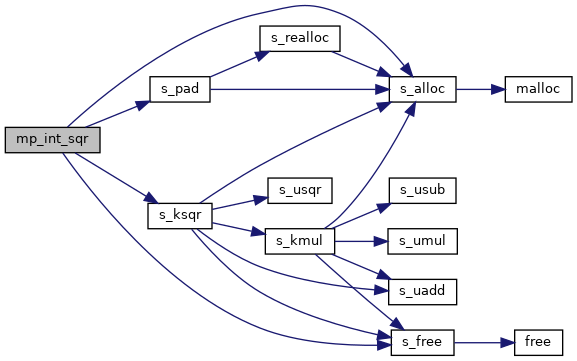 s_realloc
s_pad
s_alloc
malloc
mp_int_sqr
s_usqr
s_usub
s_ksqr
s_kmul
s_umul
s_uadd
s_free
free